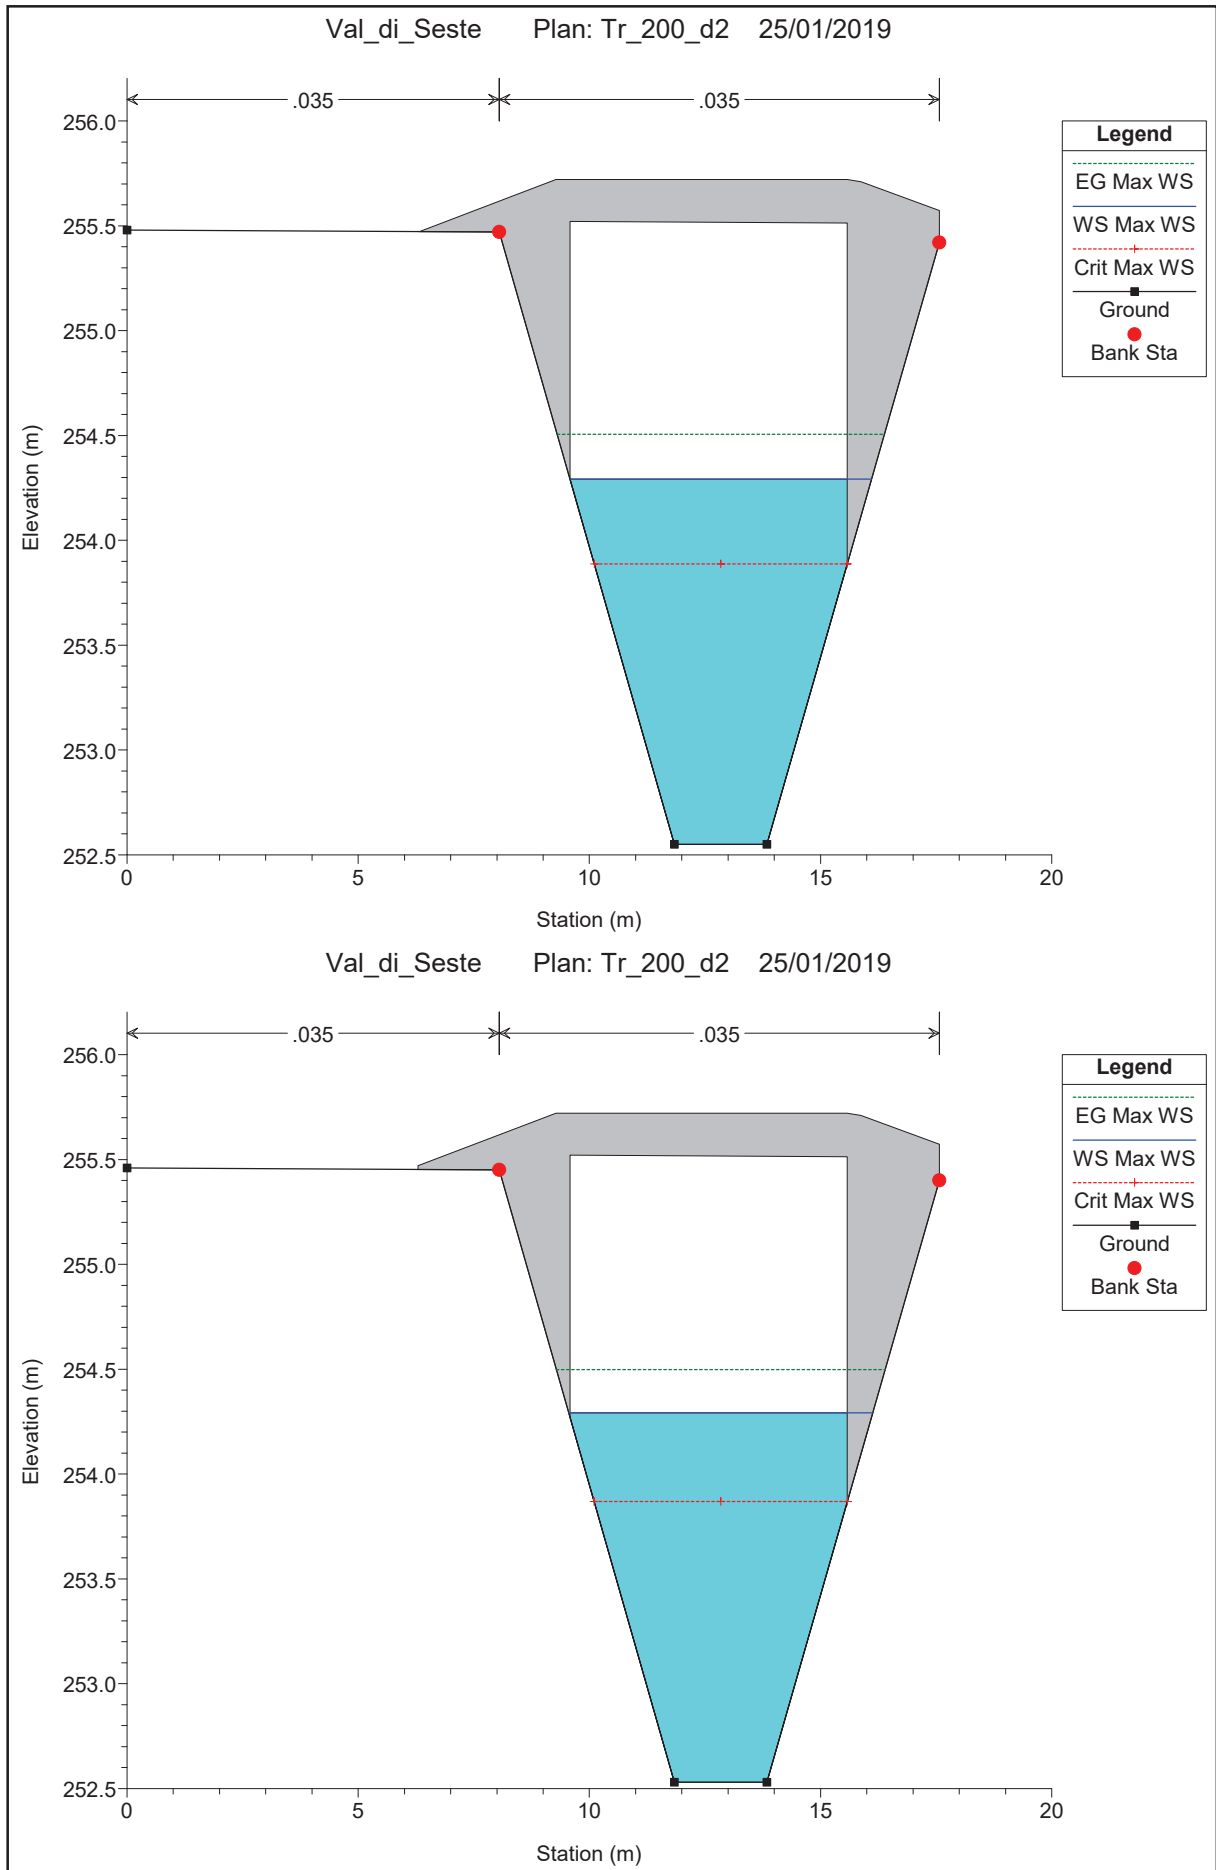 Val_di_Seste Plan: Tr_200_d2 25/01/2019
.035 .035
256.0
255.5
255.0
254.5
254.0
253.5
253.0
252.5
Elevation (m)
0 5 10 15 20
Station (m)
Legend
EG Max WS
WS Max WS
Crit Max WS
Ground
Bank Sta
Val_di_Seste Plan: Tr_200_d2 25/01/2019
.035 .035
256.0
255.5
255.0
254.5
254.0
253.5
253.0
252.5
Elevation (m)
0 5 10 15 20
Station (m)
Legend
EG Max WS
WS Max WS
Crit Max WS
Ground
Bank Sta